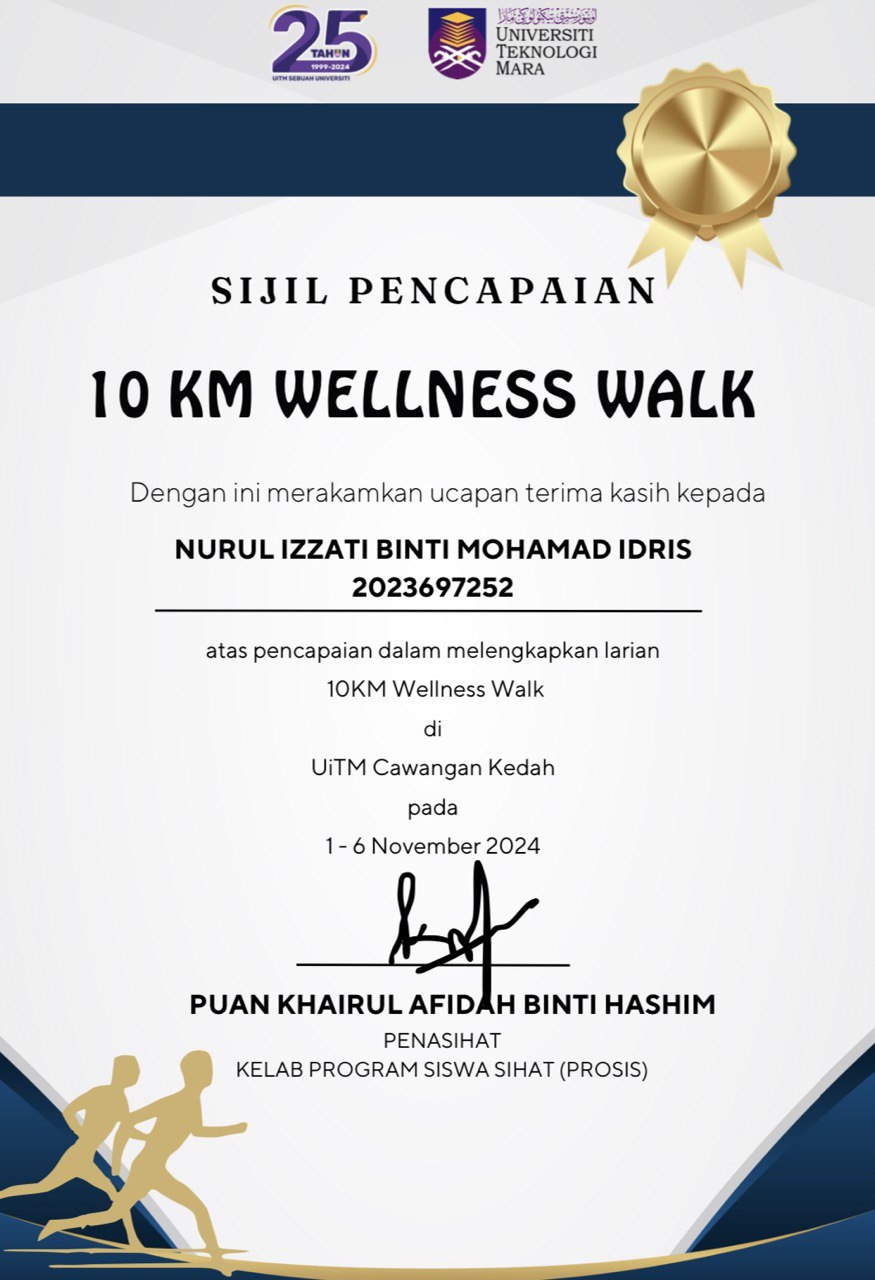 25
TAHUN
1999-2024
UiTM SEBUAH UNIVERSITI
اونيۏرسيتي تيکنولوݢي مارا
UNIVERSITI
TEKNOLOGI
MARA
SIJIL PENCAPAIAN
10 KM WELLNESS WALK
Dengan ini merakamkan ucapan terima kasih kepada
NURUL IZZATI BINTI MOHAMAD IDRIS
2023697252
atas pencapaian dalam melengkapkan larian
10KM Wellness Walk
di
UiTM Cawangan Kedah
pada
1 - 6 November 2024
PUAN KHAIRUL AFIDAH BINTI HASHIM
PENASIHAT
KELAB PROGRAM SISWA SIHAT (PROSIS)